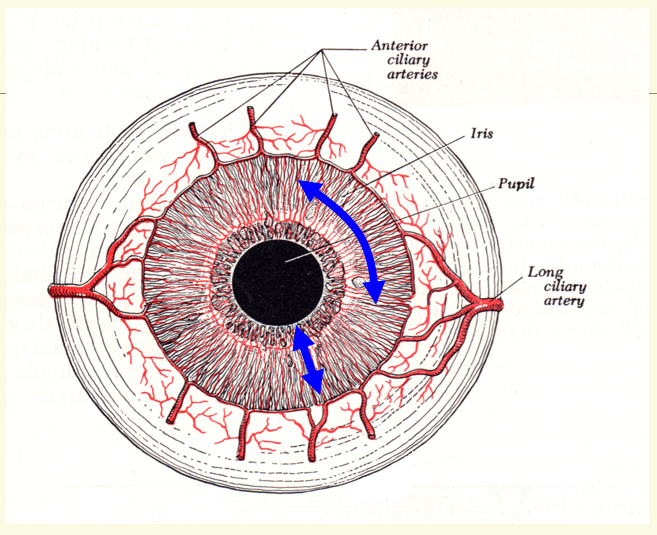 Anterior
ciliary
arteries
Iris
Pupil
Long
ciliary
artery